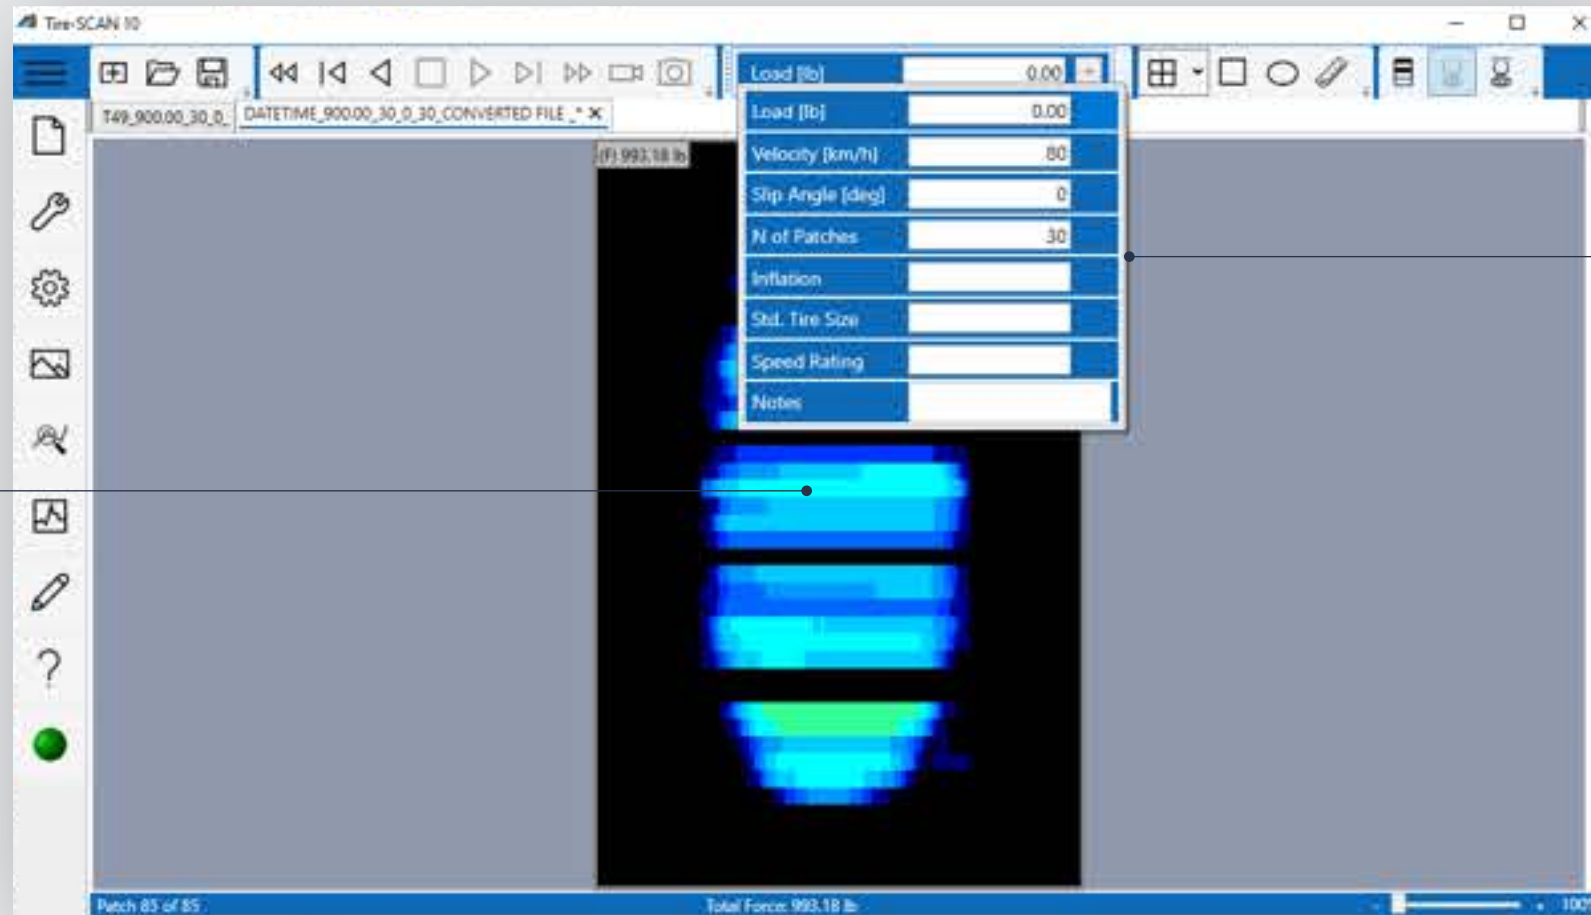 Tire-SCAN 10
Load [lb] 0.00
T49_900.00_30_0_ DATETIME_900.00_30_0_30_CONVERTED FILE _* X
Load [lb] 0.00
(F) 993.18 lb
Velocity [km/h] 80
Slip Angle [deg] 0
N of Patches 30
Inflation
Std. Tire Size
Speed Rating
Notes
Patch 85 of 85 Total Force: 993.18 lb - + 100%